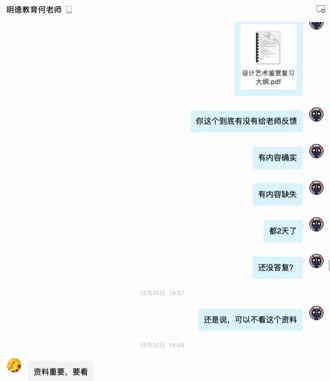 明德教育何老师
设计艺术鉴赏复习
大纲.pdf
你这个到底有没有给老师反馈
有内容确实
有内容缺失
都2天了
还没答复?
12月20日 19:57
还是说，可以不看这个资料
12月20日 19:59
资料重要，要看